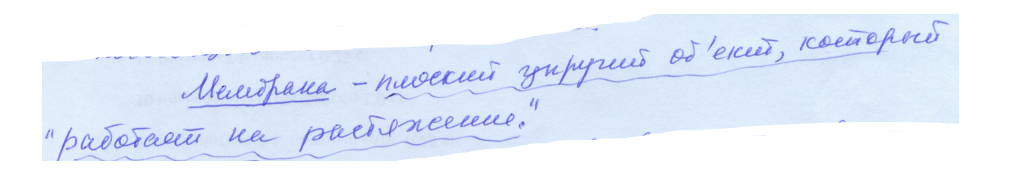 Мембрана – плоский упругий об'ект, который
"работает на растяжение."